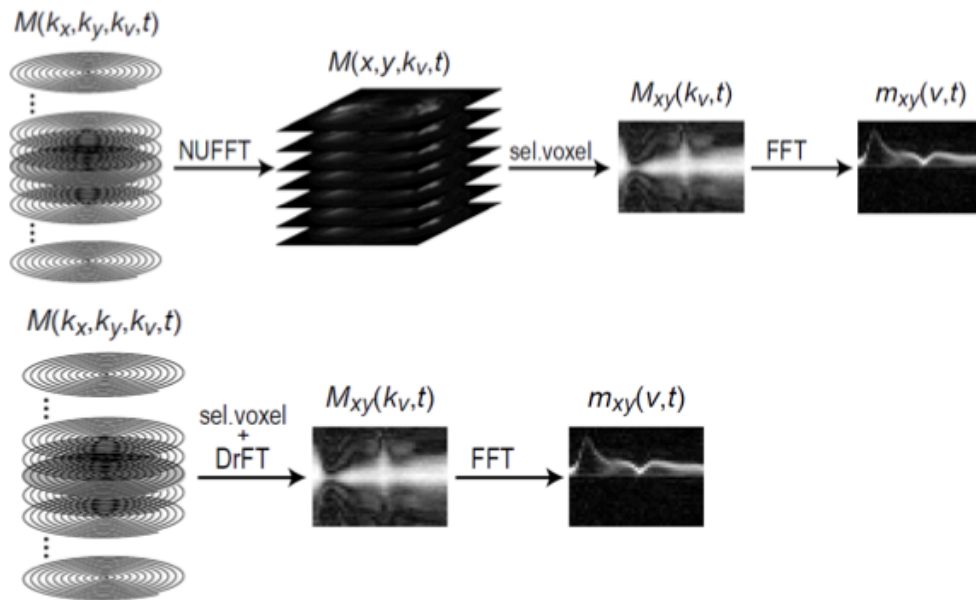 M(kx,ky,kv,t)
M(x,y,kv,t)
Mxy(kv,t)
mxy(v,t)
NUFFT
sel.voxel
FFT
M(kx,ky,kv,t)
Mxy(kv,t)
mxy(v,t)
sel.voxel
+
DrFT
FFT